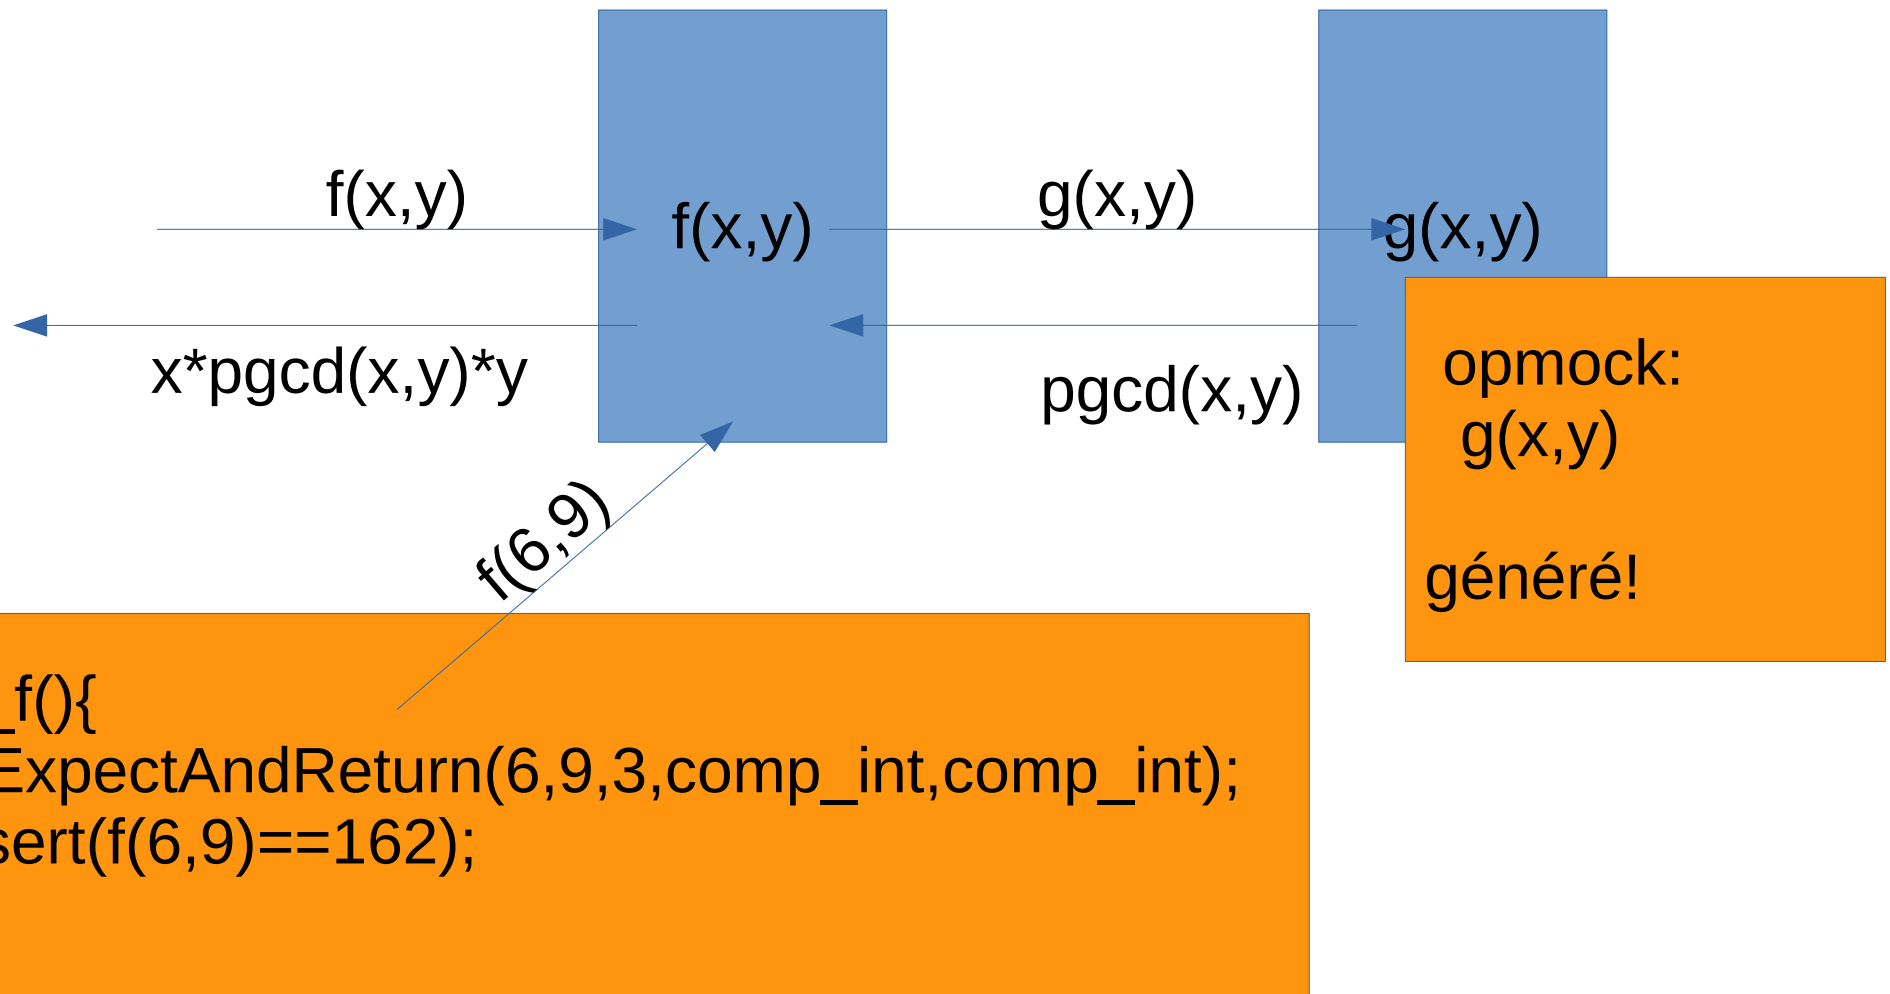 f(x,y)
f(x,y)
g(x,y)
g(x,y)
x*pgcd(x,y)*y
pgcd(x,y)
opmock:
g(x,y)
généré!
f(6,9)
_f(){
ExpectAndReturn(6,9,3,comp_int,comp_int);
sert(f(6,9)==162);